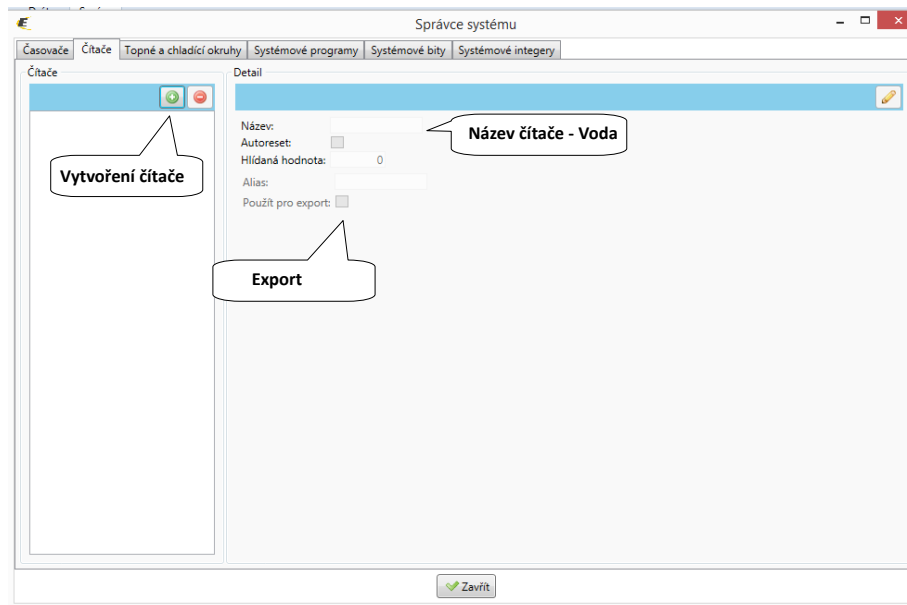 Správce systému
Časovače Čítače Topné a chladící okruhy Systémové programy Systémové bity Systémové integery
Čítače
Detail
Název:
Název čítače - Voda
Autoreset:
Hlídaná hodnota: 0
Vytvoření čítače
Alias:
Použít pro export:
Export
Zavřít